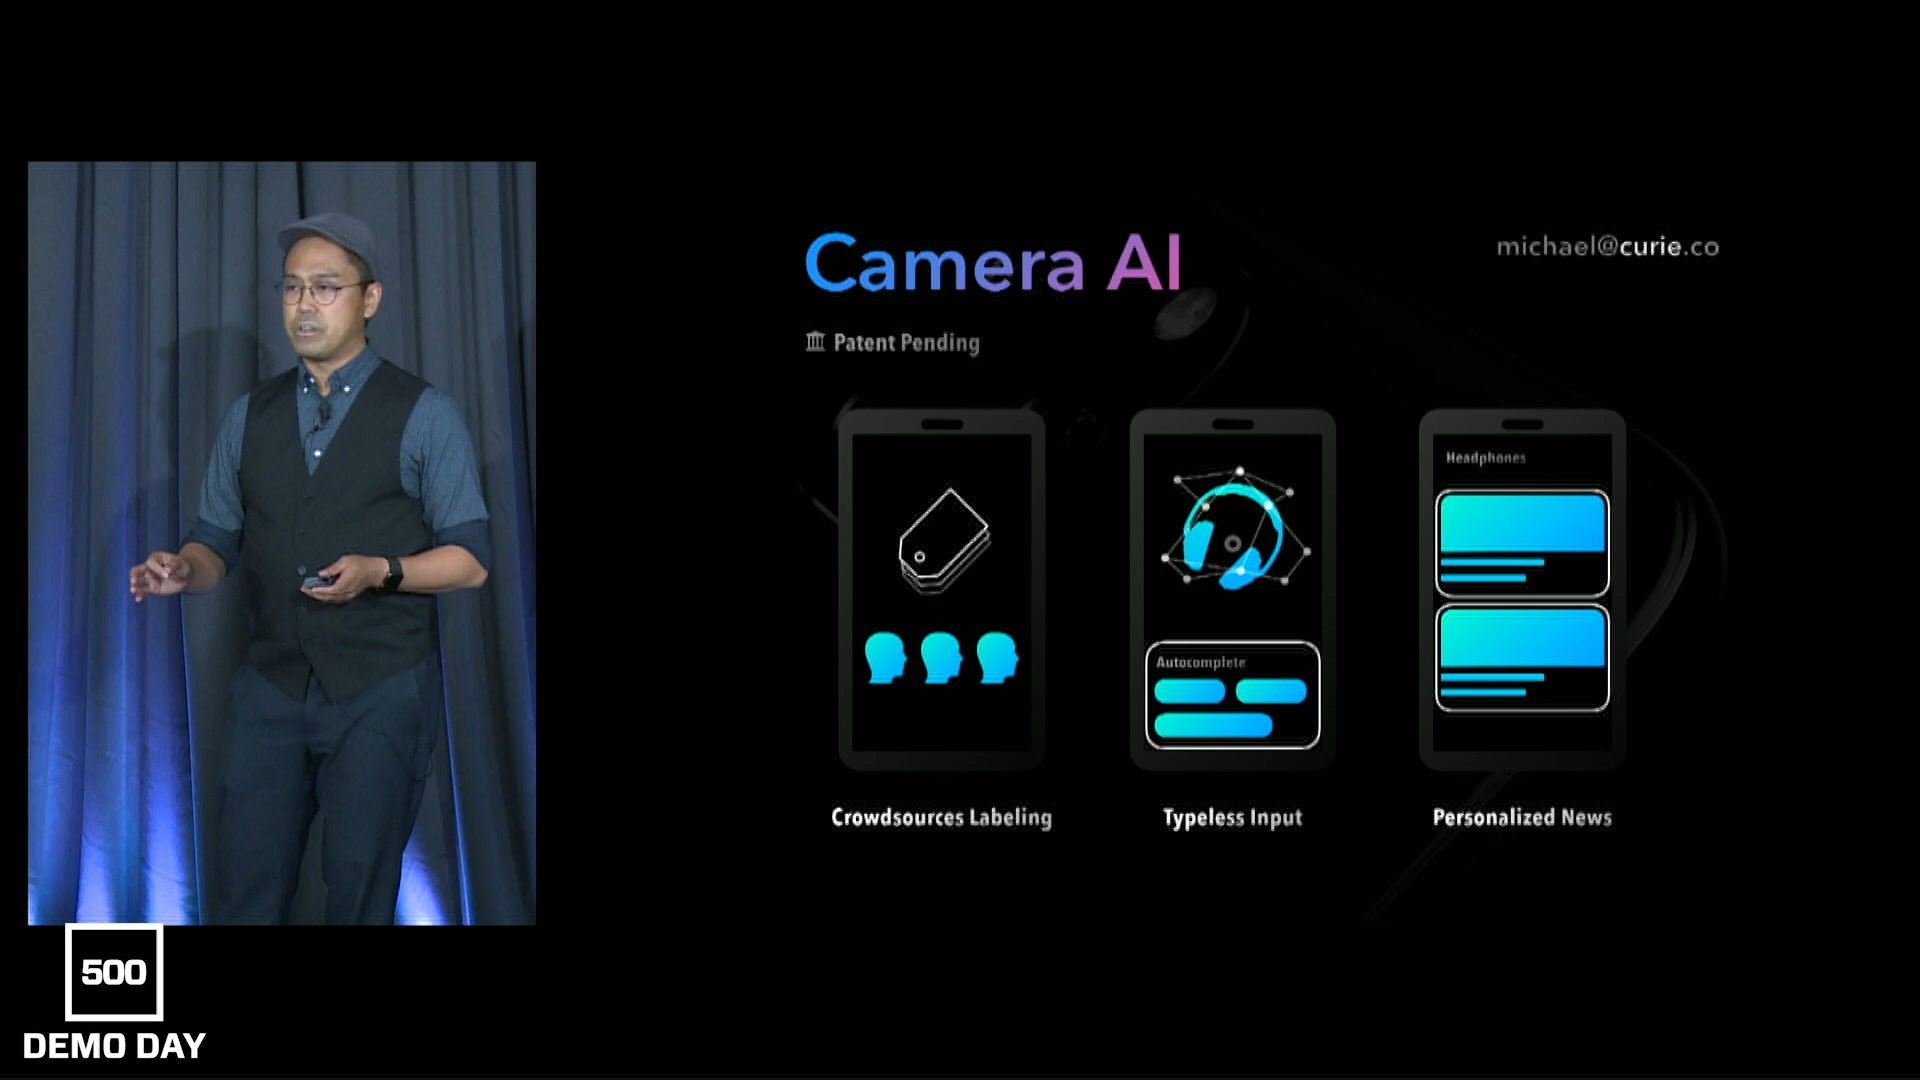 Camera AI
michael@curie.co
Patent Pending
Headphones
Autocomplete
Crowdsources Labeling
Typeless Input
Personalized News
500
DEMO DAY